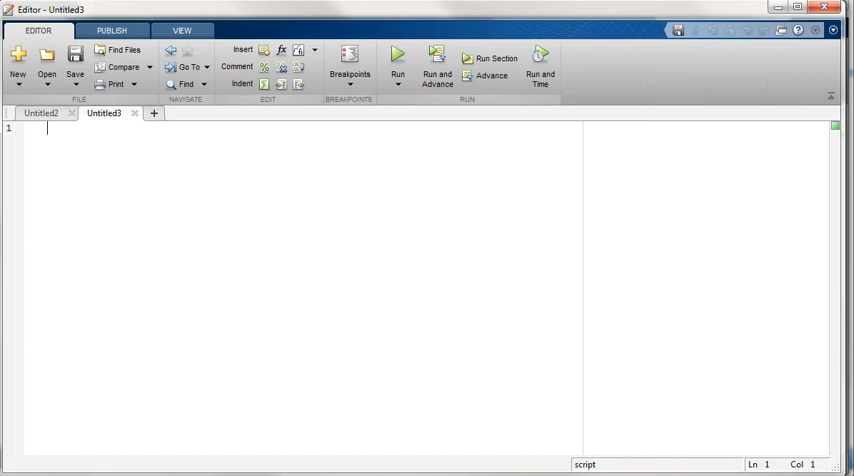 Editor - Untitled3
EDITOR PUBLISH VIEW
New Open Save Find Files Compare Print
FILE
Go To Find
NAVIGATE
Insert fx
Comment % %
Indent
EDIT
Breakpoints
BREAKPOINTS
Run Run and Advance Run Section Advance Run and Time
RUN
Untitled2 Untitled3
1
script Ln 1 Col 1